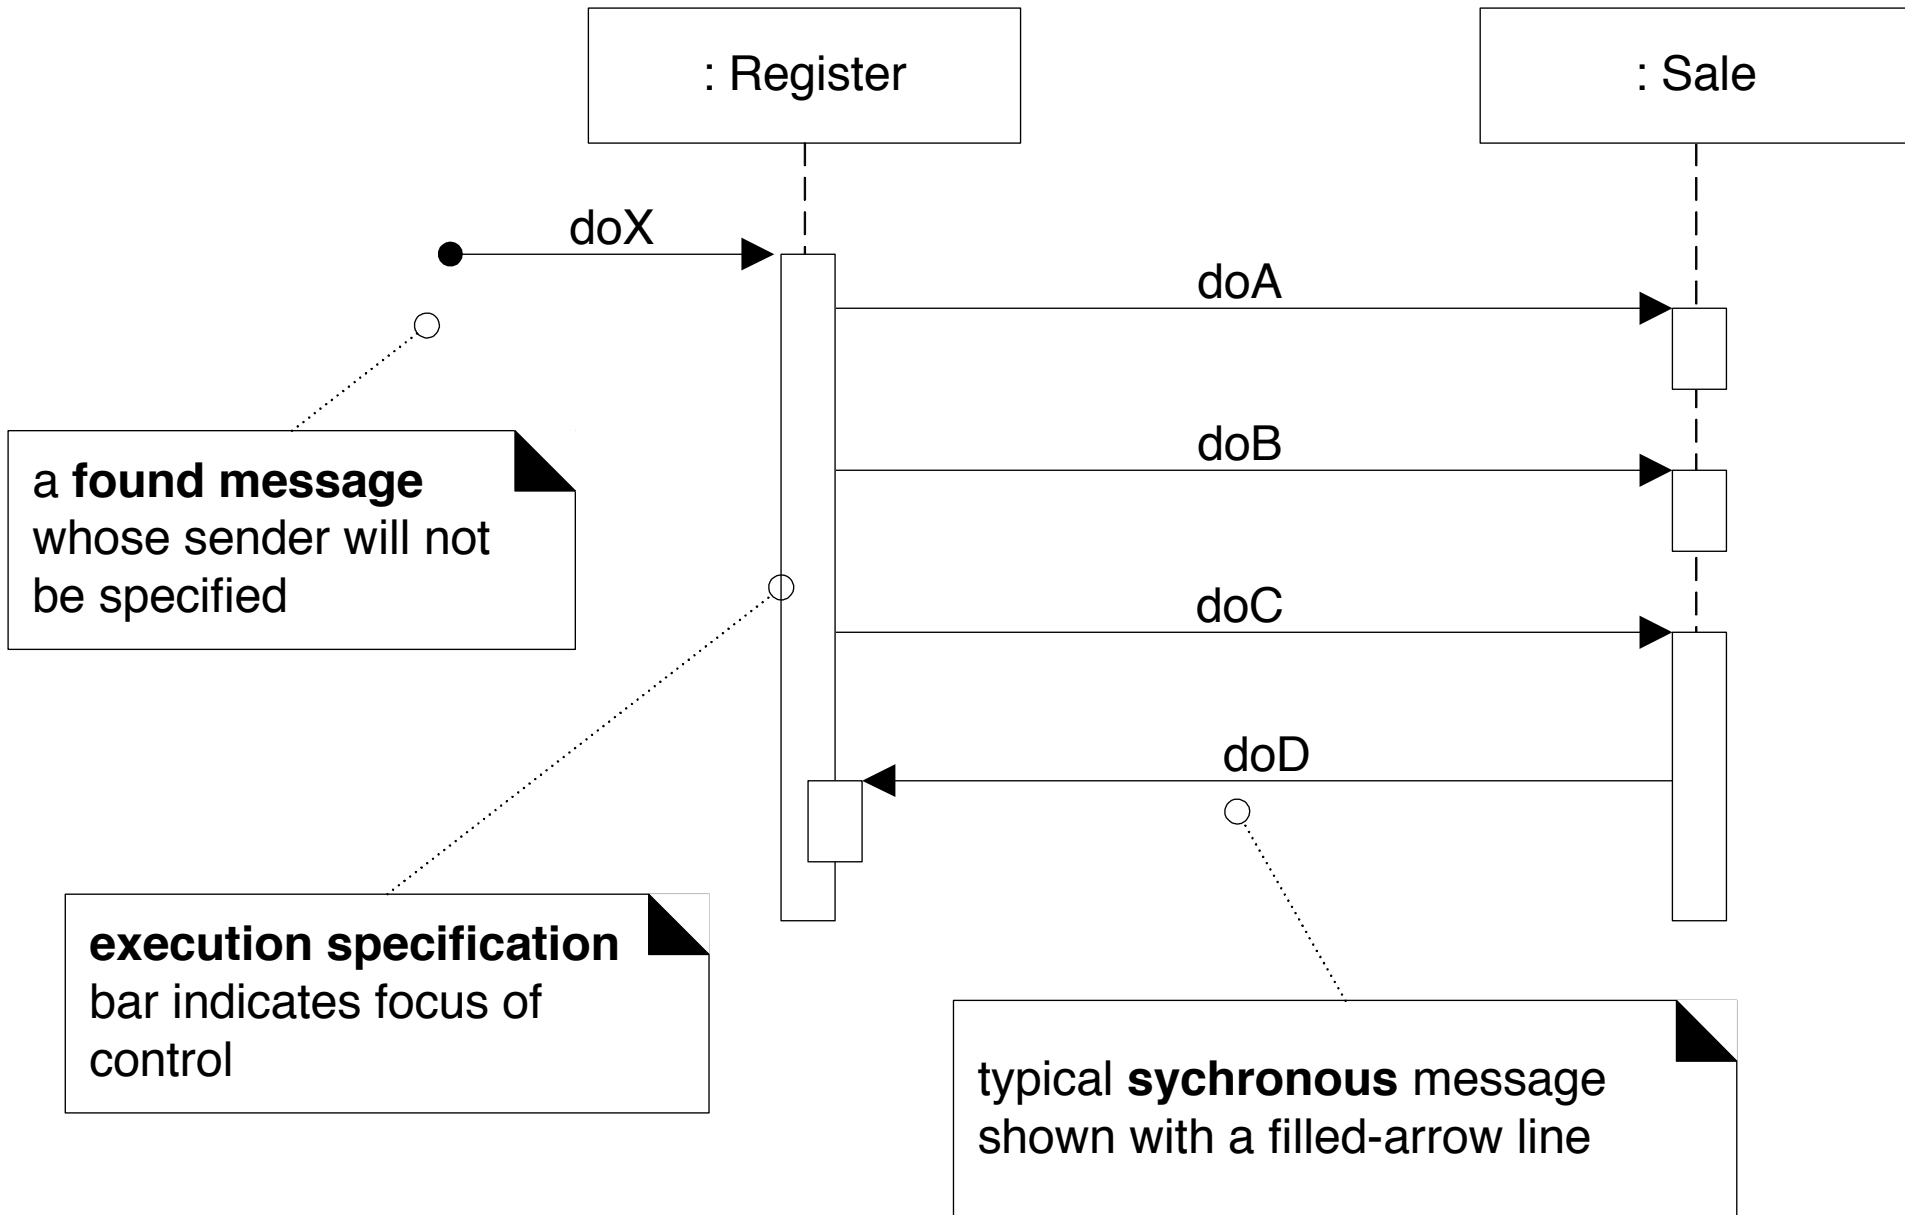 : Register
: Sale
doX
doA
doB
a found message
whose sender will not
be specified
doC
doD
execution specification
bar indicates focus of
control
typical sychronous message
shown with a filled-arrow line